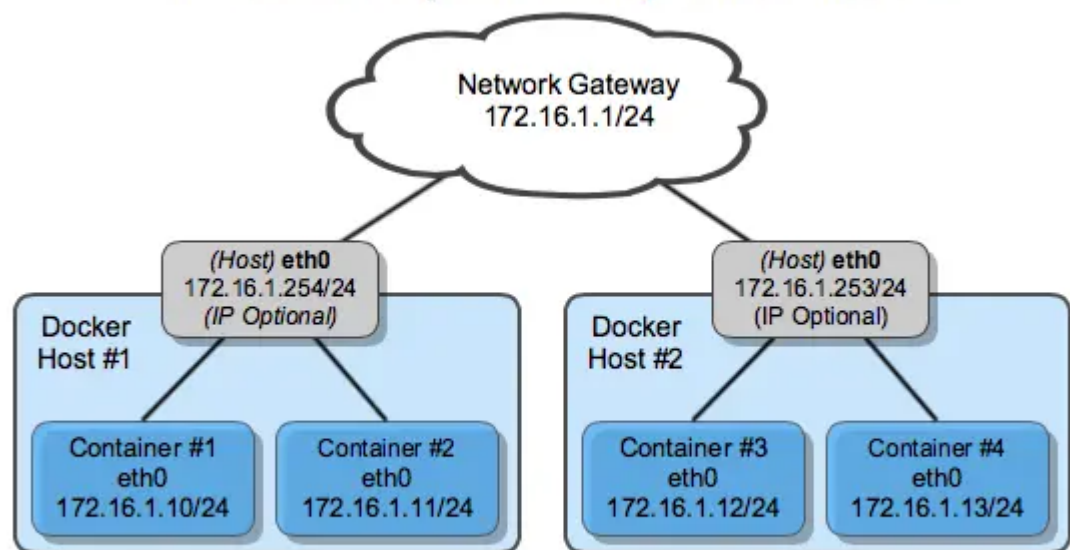 Network Gateway
172.16.1.1/24
(Host) eth0
172.16.1.254/24
(IP Optional)
(Host) eth0
172.16.1.253/24
(IP Optional)
Docker
Host #1
Docker
Host #2
Container #1
eth0
172.16.1.10/24
Container #2
eth0
172.16.1.11/24
Container #3
eth0
172.16.1.12/24
Container #4
eth0
172.16.1.13/24